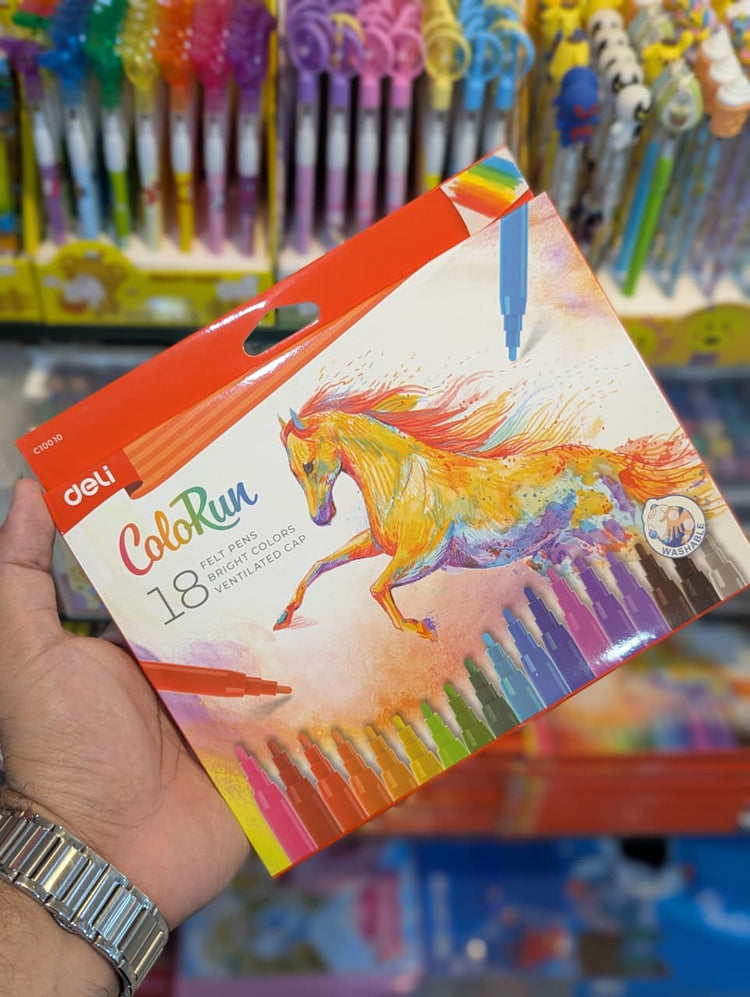 C10010
deli
ColoRun
18 FELT PENS
BRIGHT COLORS
VENTILATED CAP
WASHABLE